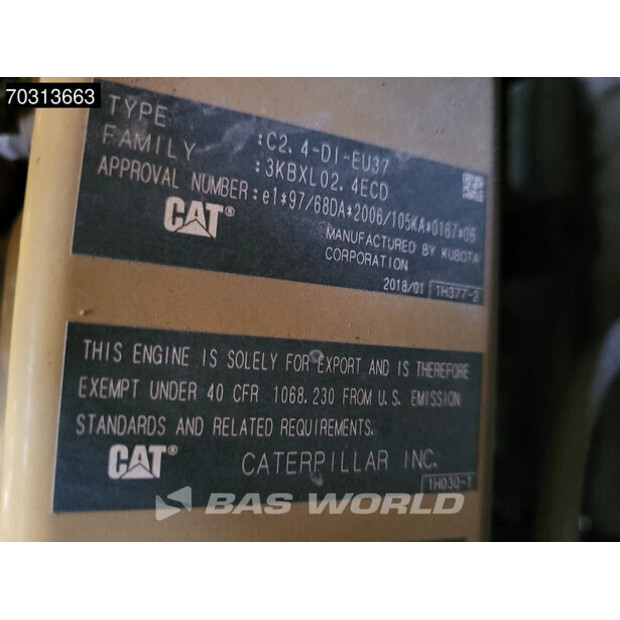 70313663
TYPE :C2.4-DI-EU37
FAMILY :3KBXL02.4ECD
APPROVAL NUMBER:e1*97/68DA*2006/105KA*0167*06
CAT®
MANUFACTURED BY KUBOTA
CORPORATION
2018/01 1H377-2
THIS ENGINE IS SOLELY FOR EXPORT AND IS THEREFORE
EXEMPT UNDER 40 CFR 1068.230 FROM U.S. EMISSION
STANDARDS AND RELATED REQUIREMENTS.
CAT® CATERPILLAR INC.
1H030-1
BAS WORLD